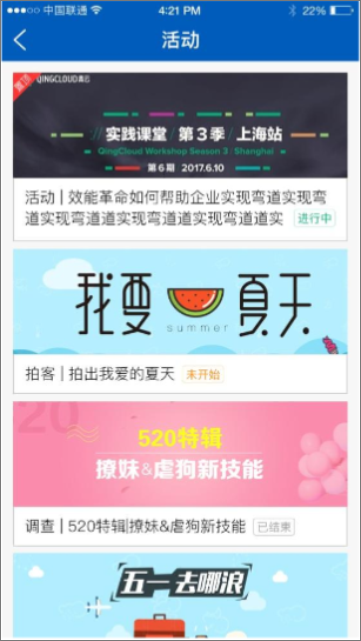 中国联通 4:21 PM 22%
活动
置顶
QINGCLOUD青云
实践课堂 / 第3季 / 上海站
QingCloud Workshop Season 3 / Shanghai
第6期 2017.6.10
活动 | 效能革命如何帮助企业实现弯道实现弯
道实现弯道道实现弯道道实现弯道道实 进行中
我要 夏天
summer
拍客 | 拍出我爱的夏天 未开始
20
520特辑
撩妹&虐狗新技能
调查 | 520特辑|撩妹&虐狗新技能 已结束
五一去哪浪